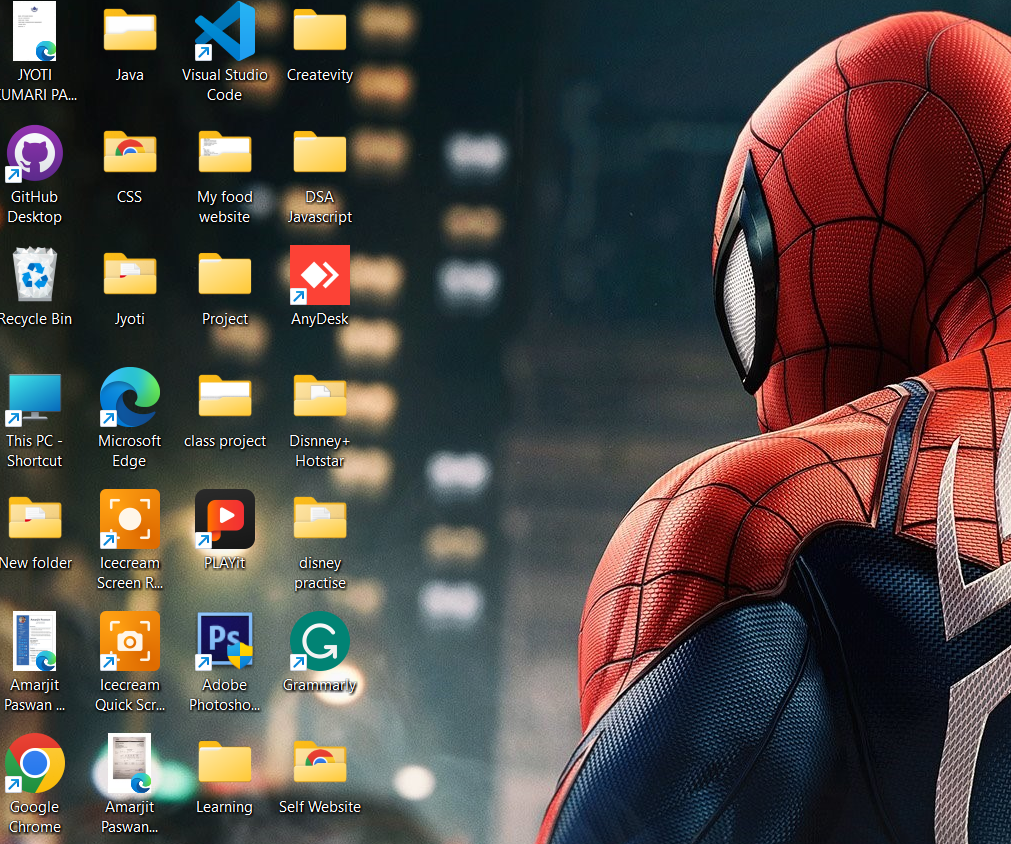 JYOTI
KUMARI PA...
Java
Visual Studio
Code
Createvity
GitHub
Desktop
CSS
My food
website
DSA
Javascript
Recycle Bin
Jyoti
Project
AnyDesk
This PC -
Shortcut
Microsoft
Edge
class project
Disnney+
Hotstar
New folder
Icecream
Screen R...
PLAYit
disney
practise
Amarjit
Paswan ...
Icecream
Quick Scr...
Ps
Adobe
Photosho...
Grammarly
Google
Chrome
Amarjit
Paswan...
Learning
Self Website